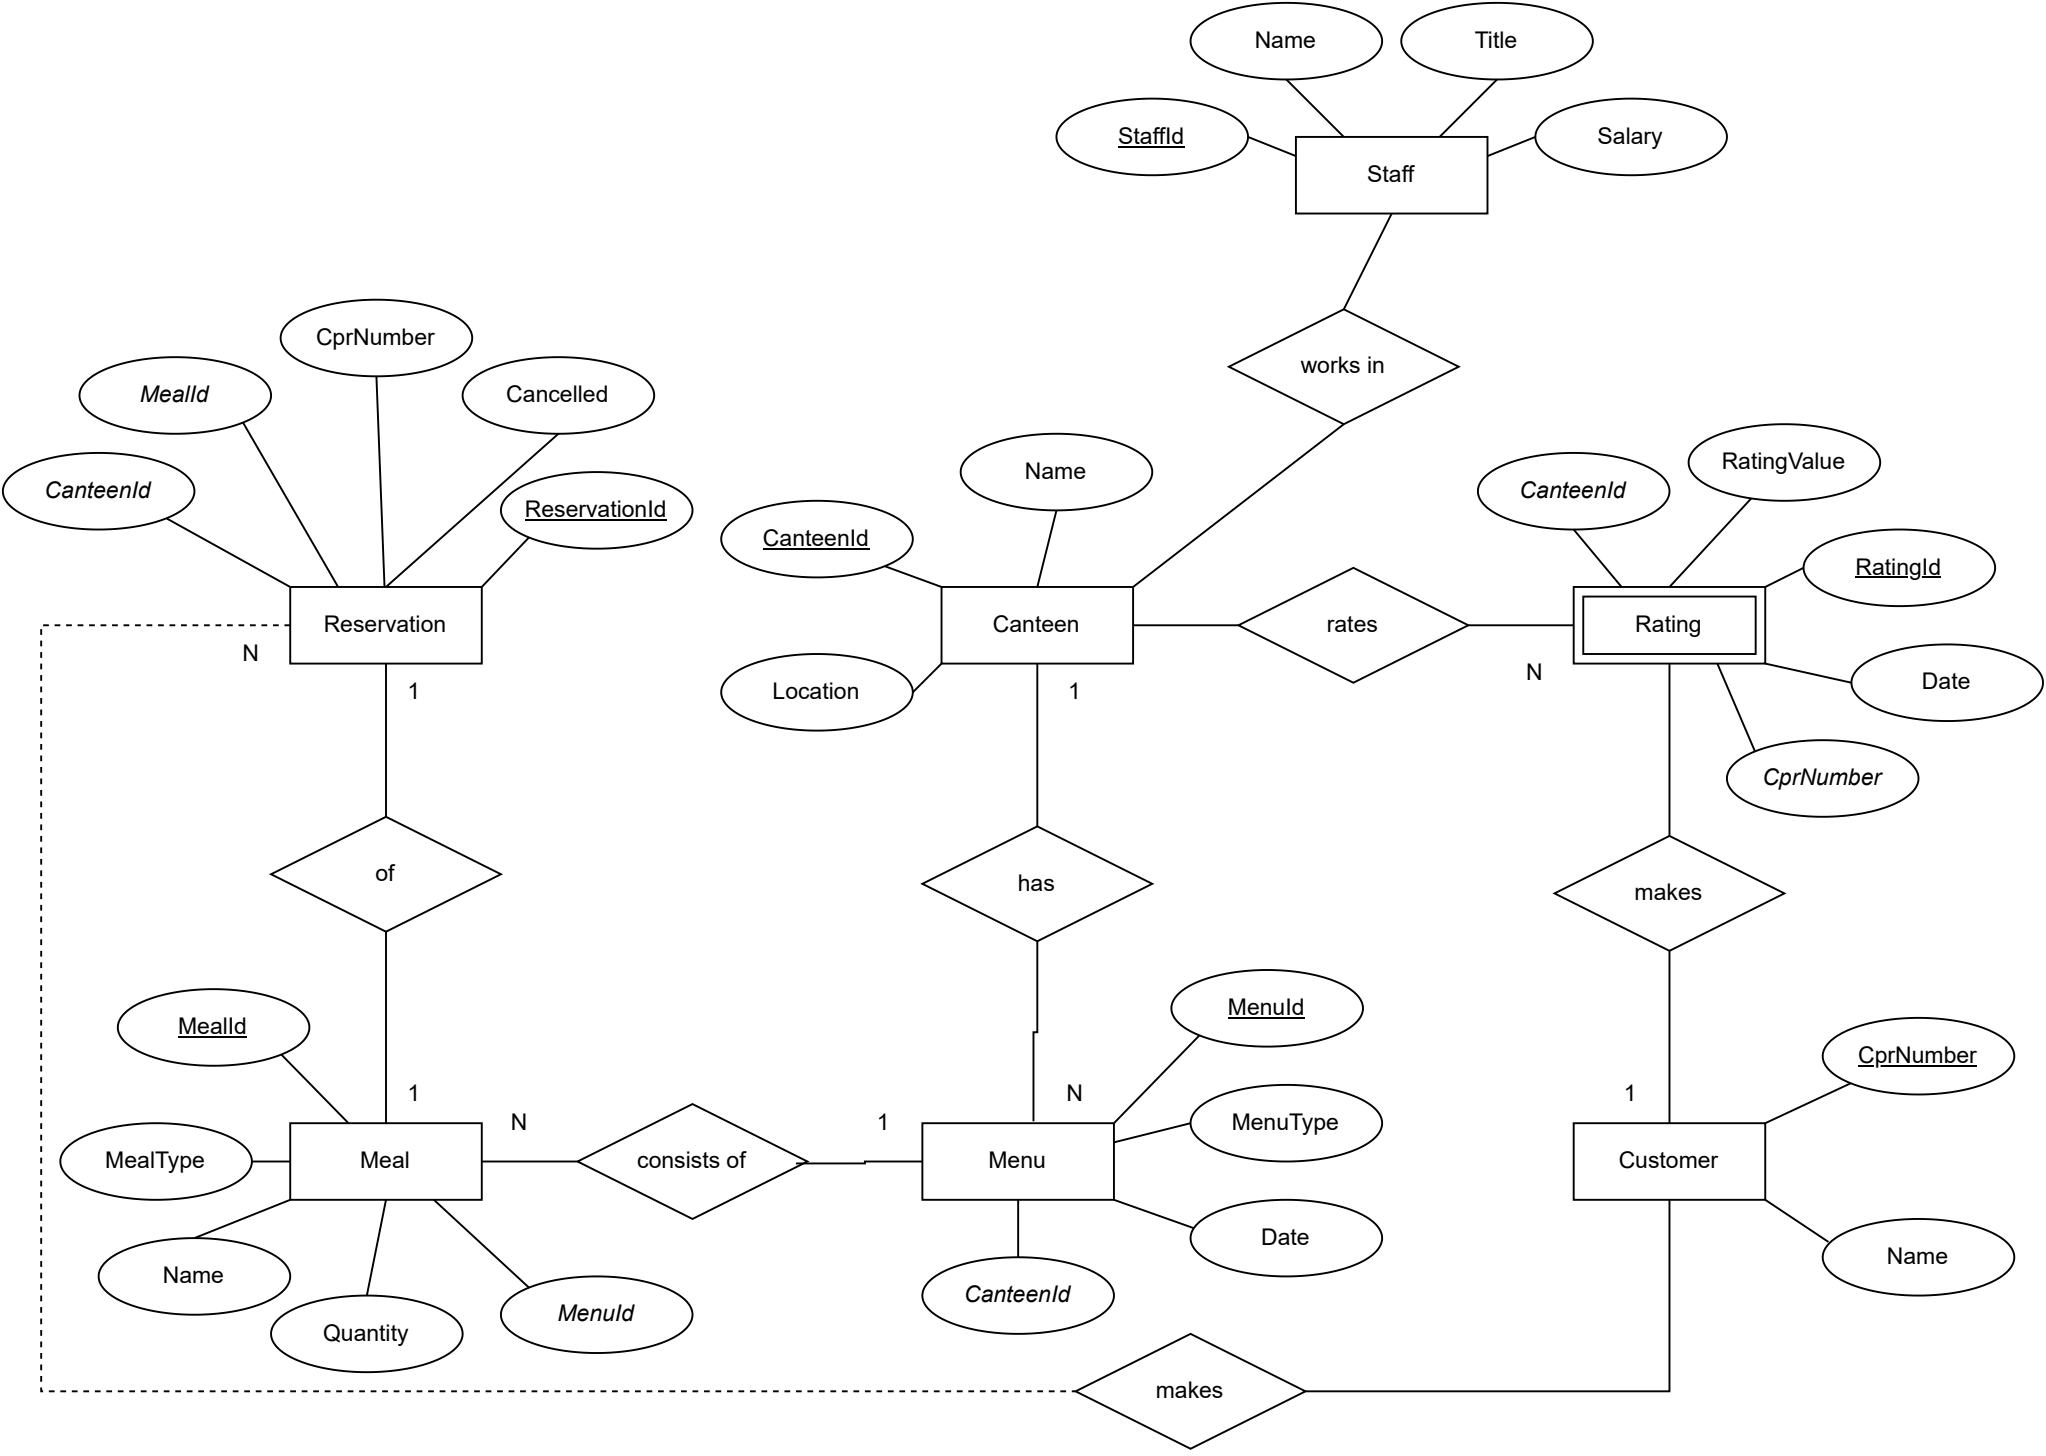 Name
Title
StaffId
Salary
Staff
CprNumber
works in
MealId
Cancelled
Name
RatingValue
CanteenId
CanteenId
ReservationId
CanteenId
RatingId
Reservation
Canteen
rates
Rating
N
N
Location
1
1
Date
CprNumber
of
has
makes
MealId
MenuId
CprNumber
1
N
1
N
1
MenuType
MealType
Meal
consists of
Menu
Customer
Date
Name
Name
CanteenId
MenuId
Quantity
makes